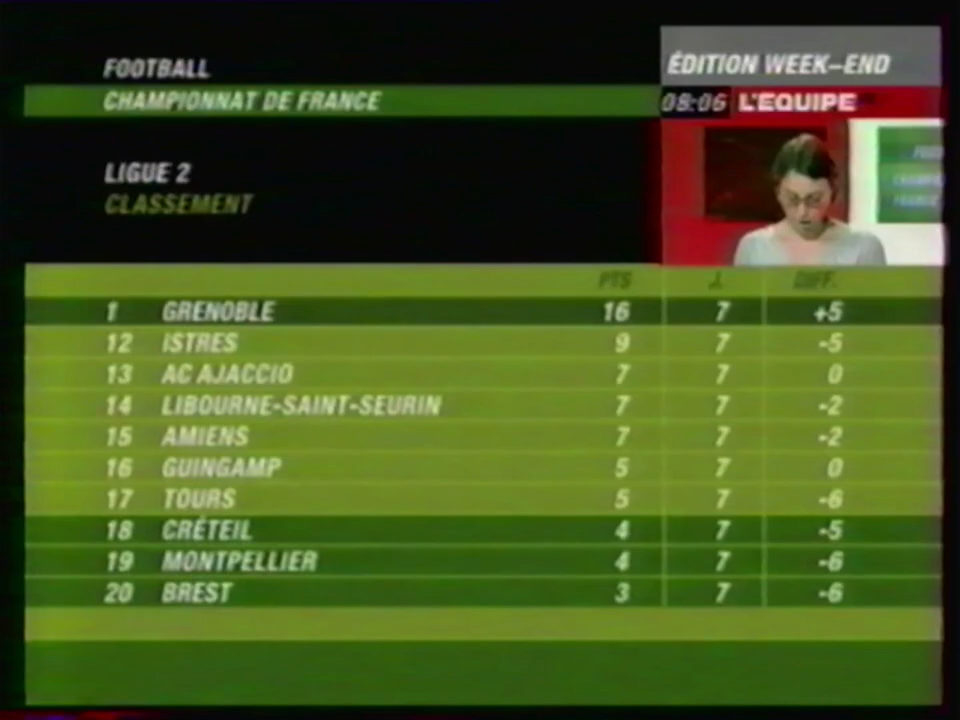 FOOTBALL
CHAMPIONNAT DE FRANCE
ÉDITION WEEK-END
08:06 L'EQUIPE
LIGUE 2
CLASSEMENT
PTS J. DIFF.
1 GRENOBLE 16 7 +5
12 ISTRES 9 7 -5
13 AC AJACCIO 7 7 0
14 LIBOURNE-SAINT-SEURIN 7 7 -2
15 AMIENS 7 7 -2
16 GUINGAMP 5 7 0
17 TOURS 5 7 -6
18 CRÉTEIL 4 7 -5
19 MONTPELLIER 4 7 -6
20 BREST 3 7 -6